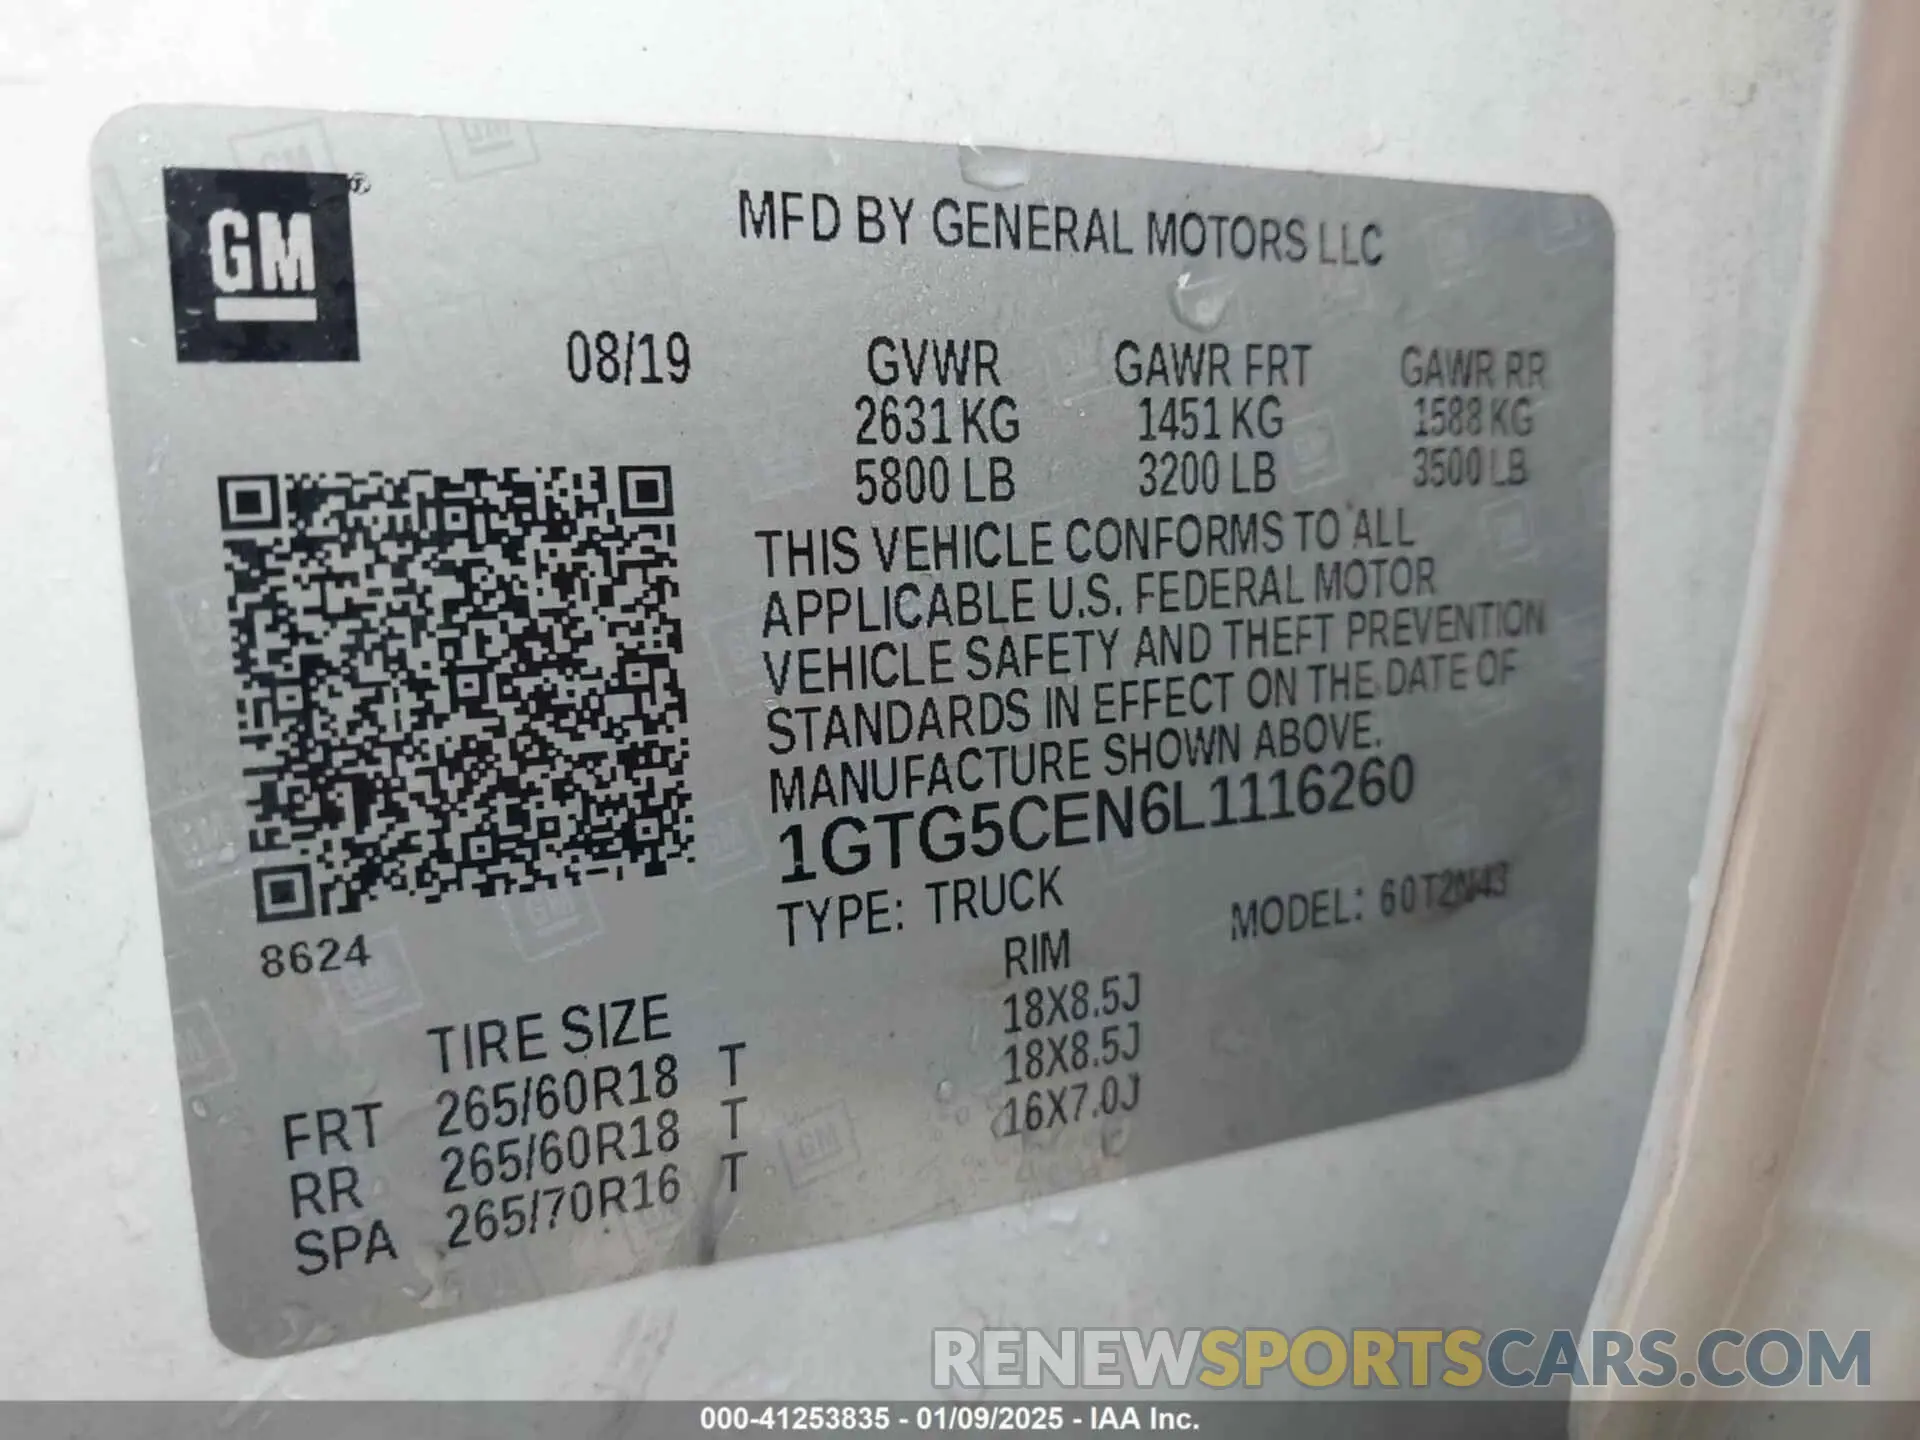 GM
MFD BY GENERAL MOTORS LLC
08/19 GVWR GAWR FRT GAWR RR
2631 KG 1451 KG 1588 KG
5800 LB 3200 LB 3500 LB
THIS VEHICLE CONFORMS TO ALL
APPLICABLE U.S. FEDERAL MOTOR
VEHICLE SAFETY AND THEFT PREVENTION
STANDARDS IN EFFECT ON THE DATE OF
MANUFACTURE SHOWN ABOVE.
1GTG5CEN6L1116260
TYPE: TRUCK MODEL: 60T2N43
8624
TIRE SIZE RIM
FRT 265/60R18 T 18X8.5J
RR 265/60R18 T 18X8.5J
SPA 265/70R16 T 16X7.0J
RENEWSPORTSCARS.COM
000-41253835 - 01/09/2025 - IAA Inc.